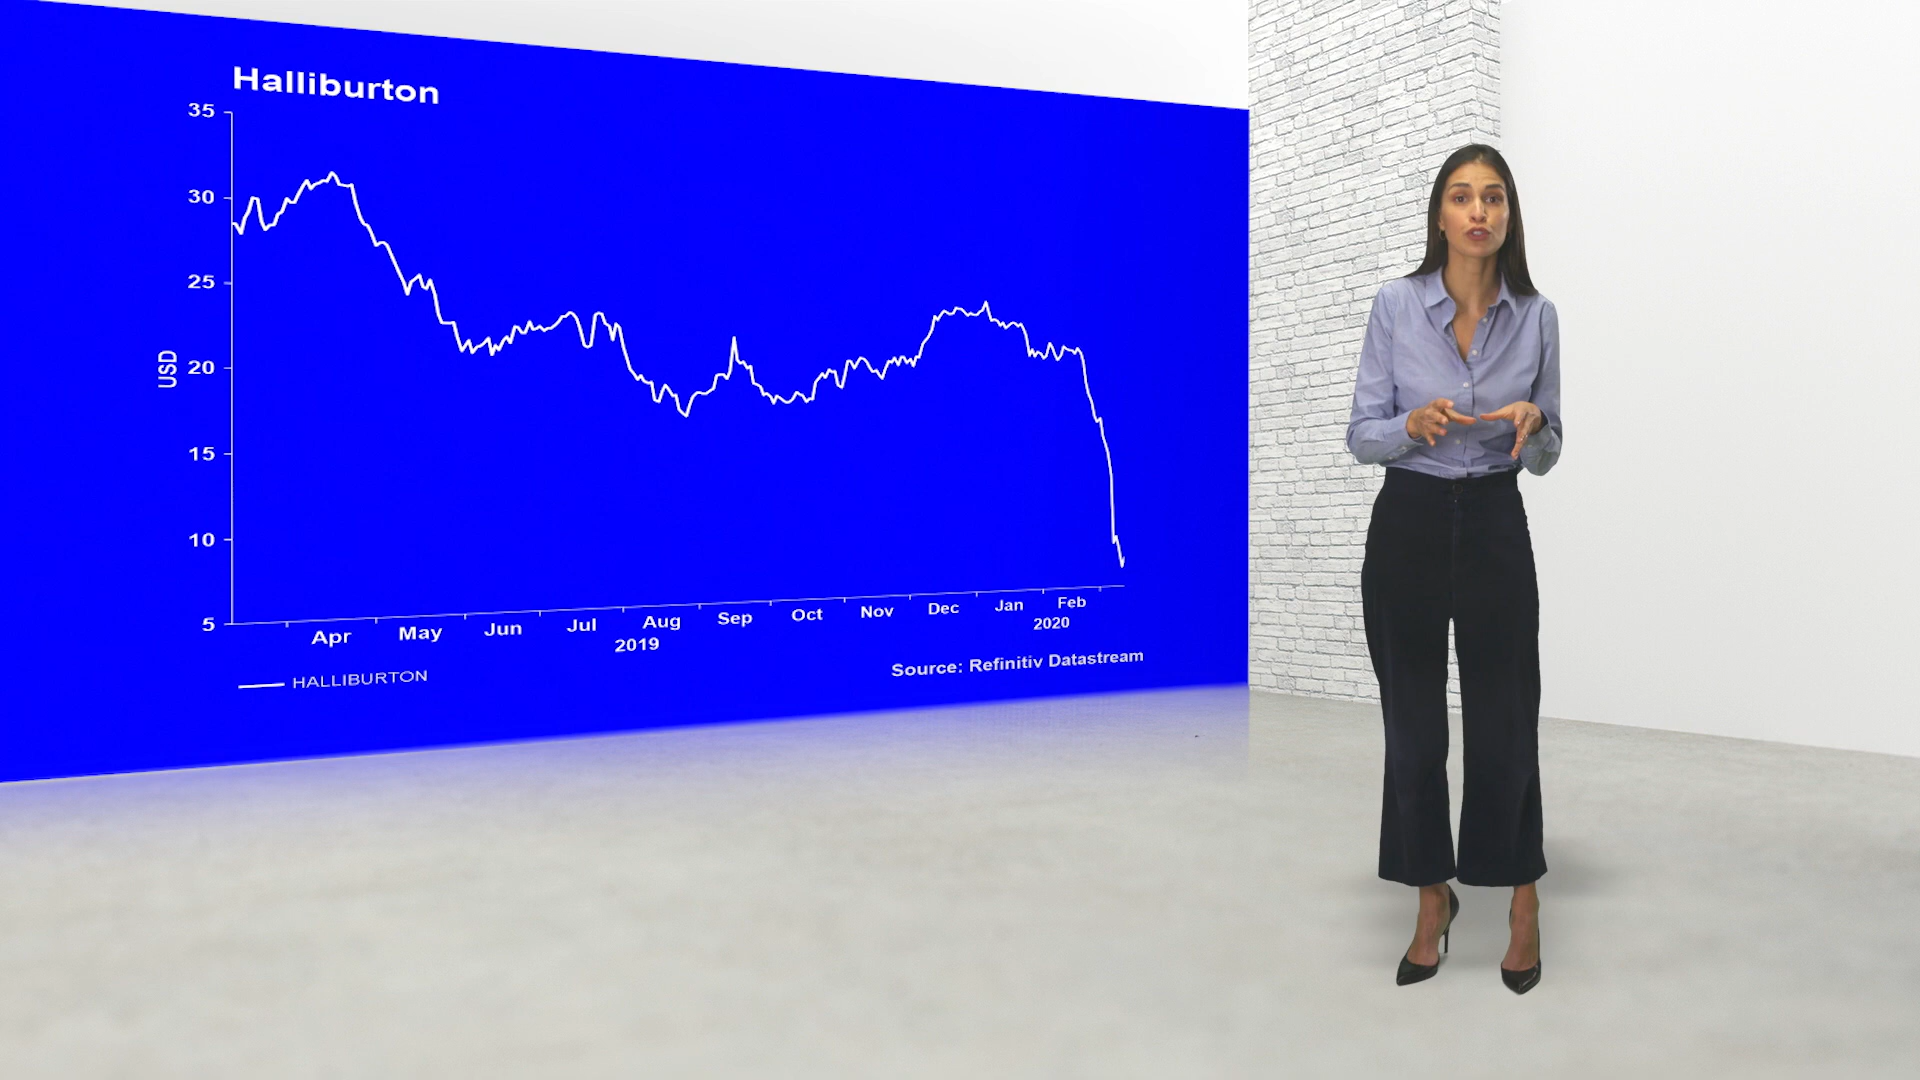 Halliburton
35
30
25
20
15
10
5
USD
Apr May Jun Jul Aug Sep Oct Nov Dec Jan Feb
2019 2020
HALLIBURTON
Source: Refinitiv Datastream